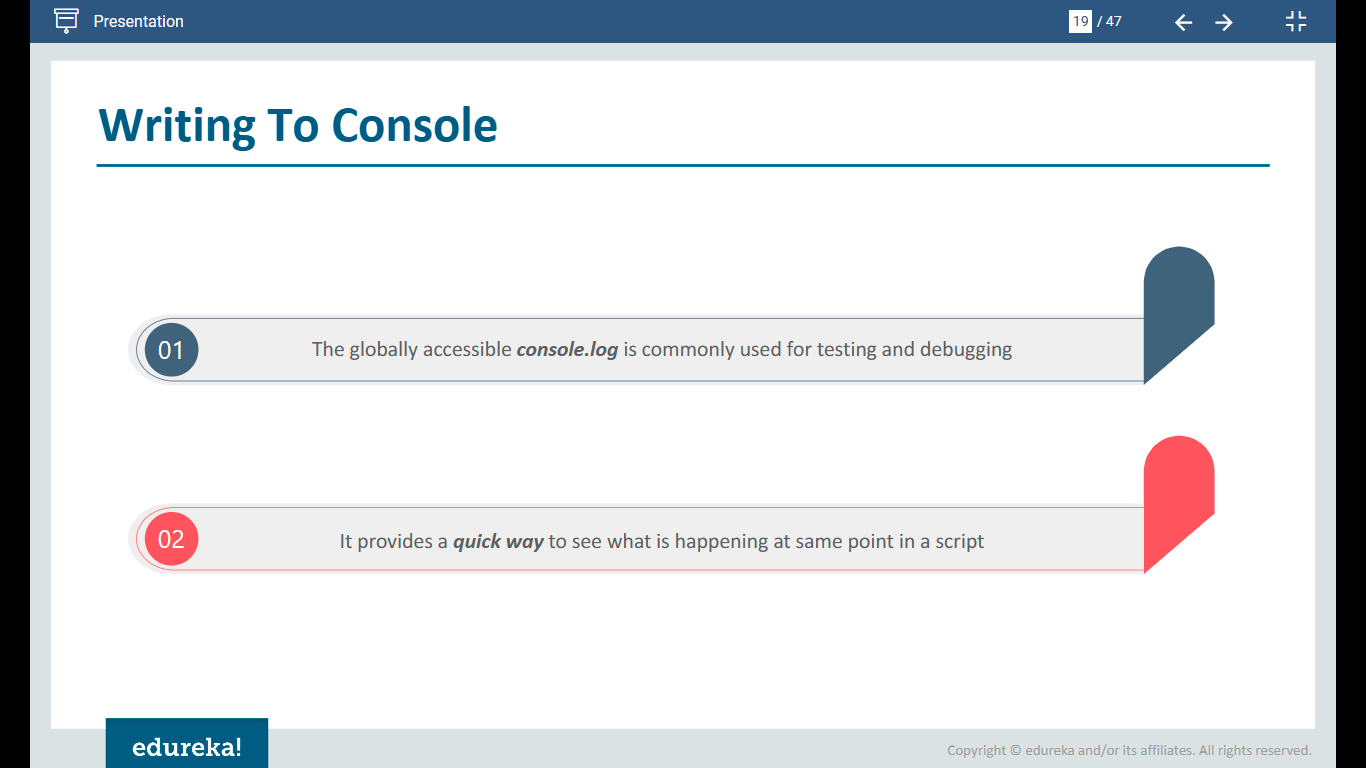 Presentation
19 / 47
Writing To Console
01
The globally accessible console.log is commonly used for testing and debugging
02
It provides a quick way to see what is happening at same point in a script
edureka!
Copyright © edureka and/or its affiliates. All rights reserved.